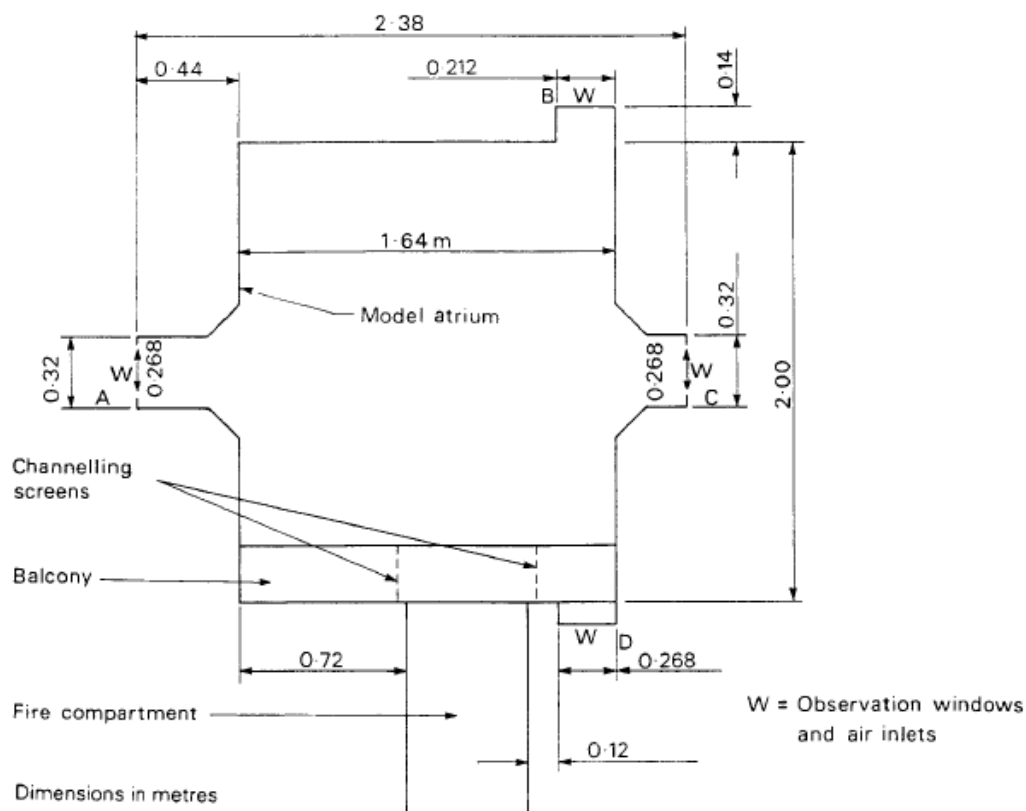 2·38
0·44
0·212
B
W
0·14
1·64 m
Model atrium
0·32
0·32
W
0·268
A
0·268
W
C
2·00
Channelling
screens
Balcony
W
D
0·72
0·268
Fire compartment
W = Observation windows
and air inlets
0·12
Dimensions in metres